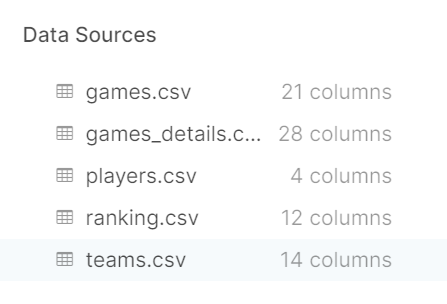 Data Sources
games.csv 21 columns
games_details.c... 28 columns
players.csv 4 columns
ranking.csv 12 columns
teams.csv 14 columns